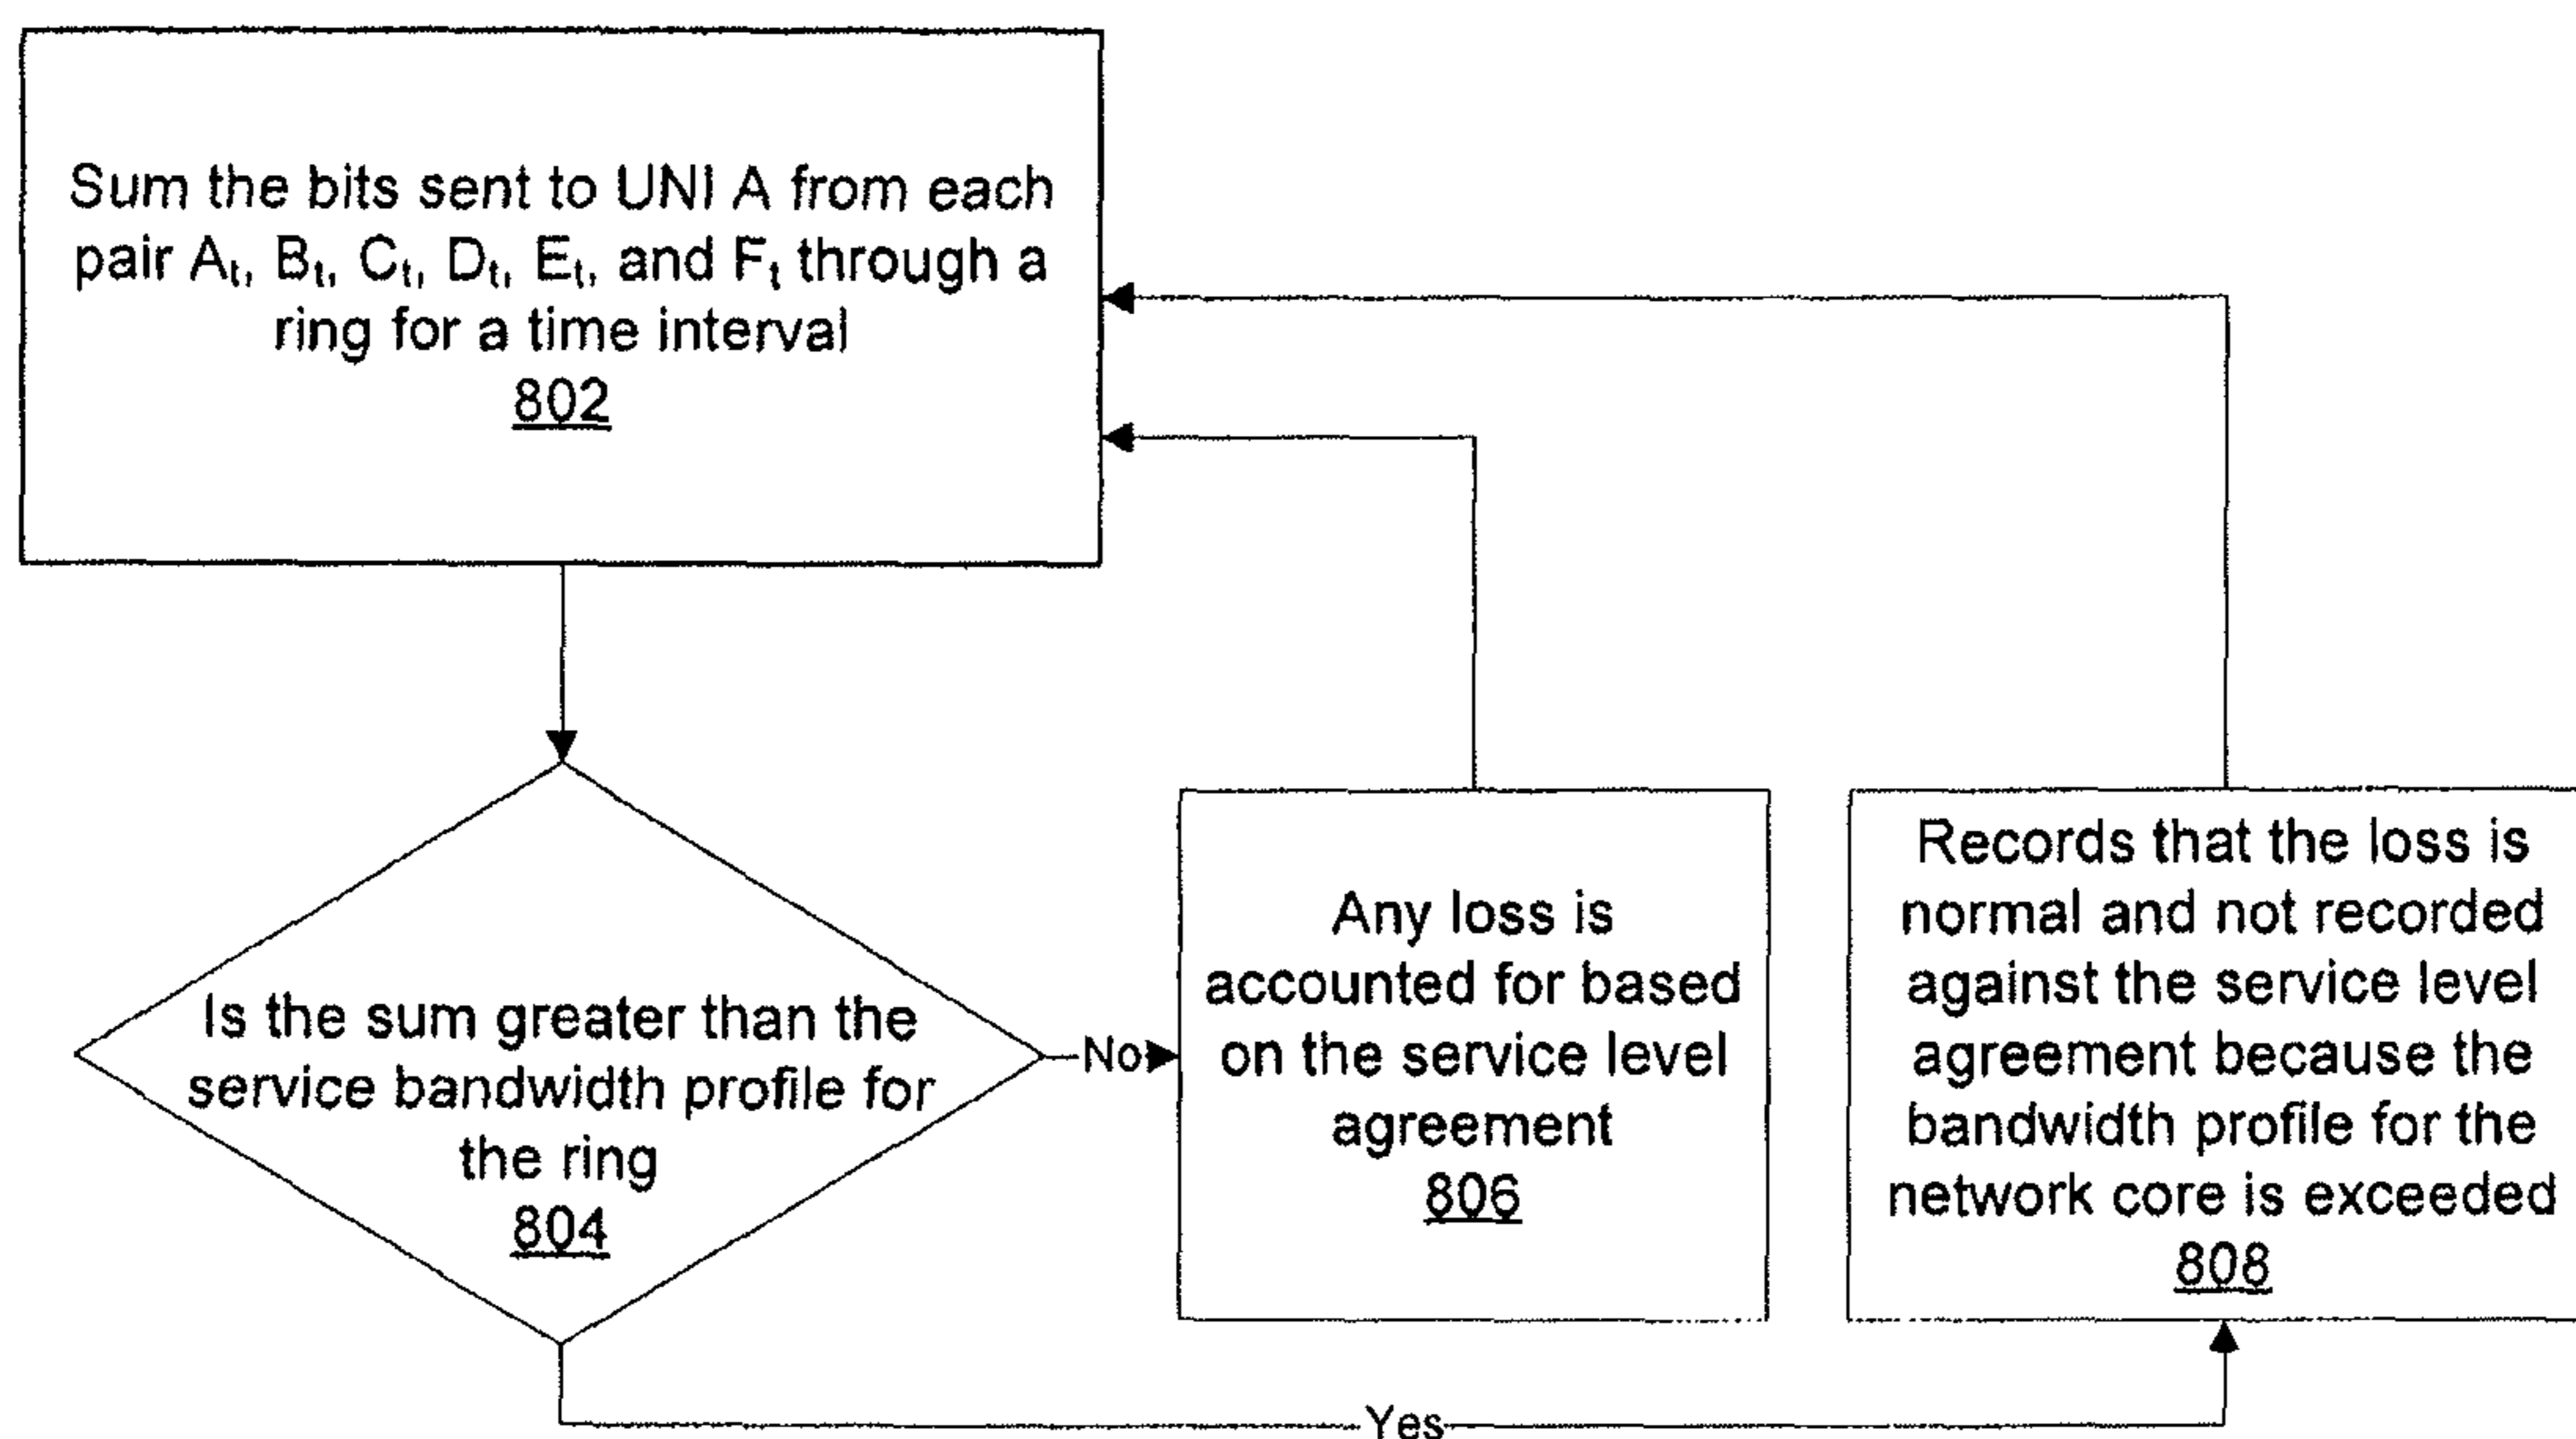 Sum the bits sent to UNI A from each
pair Aₜ, Bₜ, Cₜ, Dₜ, Eₜ, and Fₜ through a
ring for a time interval
802
Is the sum greater than the
service bandwidth profile for
the ring
804
No
Any loss is
accounted for based
on the service level
agreement
806
Records that the loss is
normal and not recorded
against the service level
agreement because the
bandwidth profile for the
network core is exceeded
808
Yes